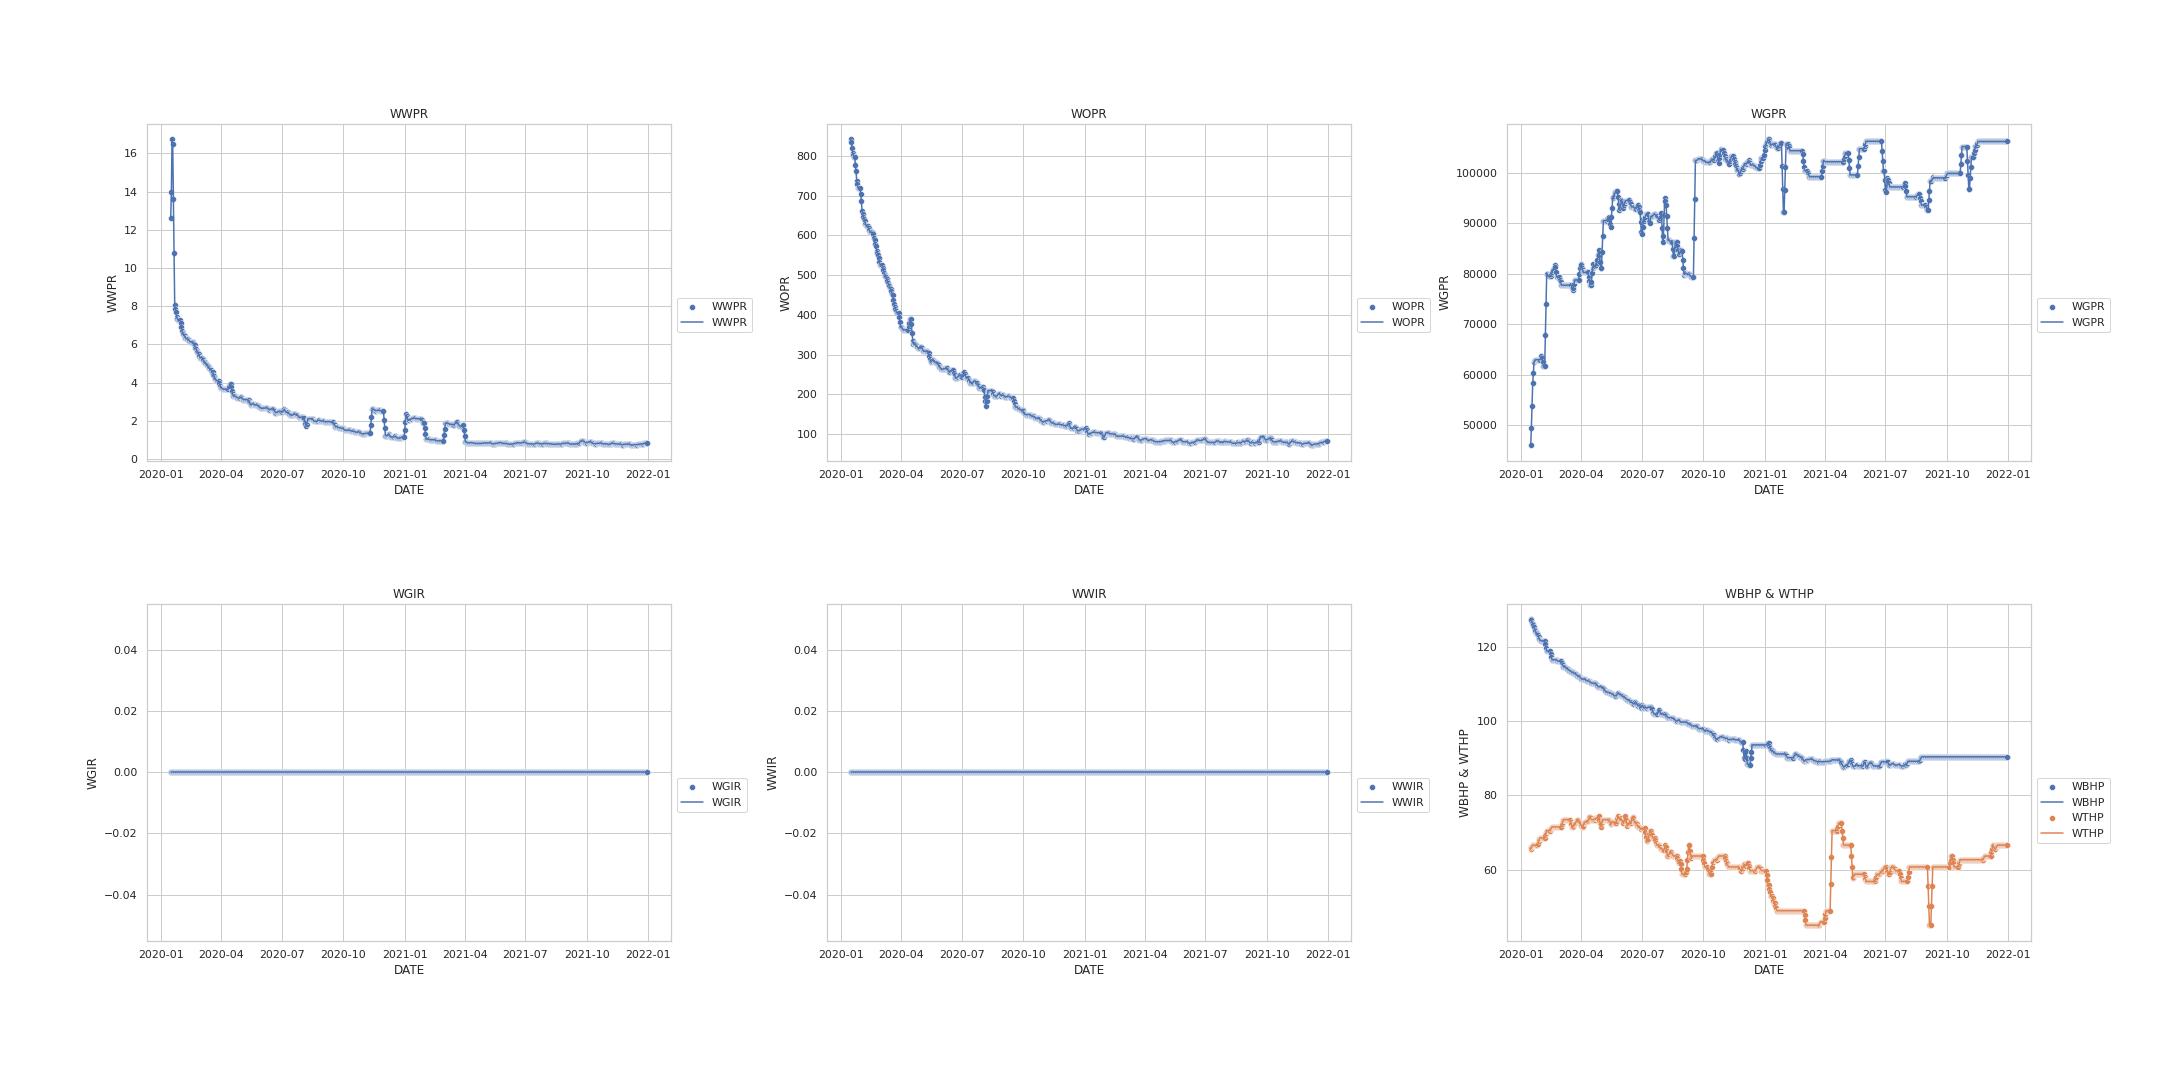 WWPR
WWPR
16
14
12
10
8
6
4
2
0
2020-01 2020-04 2020-07 2020-10 2021-01 2021-04 2021-07 2021-10 2022-01
DATE
WWPR
WWPR
WOPR
WOPR
800
700
600
500
400
300
200
100
2020-01 2020-04 2020-07 2020-10 2021-01 2021-04 2021-07 2021-10 2022-01
DATE
WOPR
WOPR
WGPR
WGPR
100000
90000
80000
70000
60000
50000
2020-01 2020-04 2020-07 2020-10 2021-01 2021-04 2021-07 2021-10 2022-01
DATE
WGPR
WGPR
WGIR
WGIR
0.04
0.02
0.00
−0.02
−0.04
2020-01 2020-04 2020-07 2020-10 2021-01 2021-04 2021-07 2021-10 2022-01
DATE
WGIR
WGIR
WWIR
WWIR
0.04
0.02
0.00
−0.02
−0.04
2020-01 2020-04 2020-07 2020-10 2021-01 2021-04 2021-07 2021-10 2022-01
DATE
WWIR
WWIR
WBHP & WTHP
WBHP & WTHP
120
100
80
60
2020-01 2020-04 2020-07 2020-10 2021-01 2021-04 2021-07 2021-10 2022-01
DATE
WBHP
WBHP
WTHP
WTHP